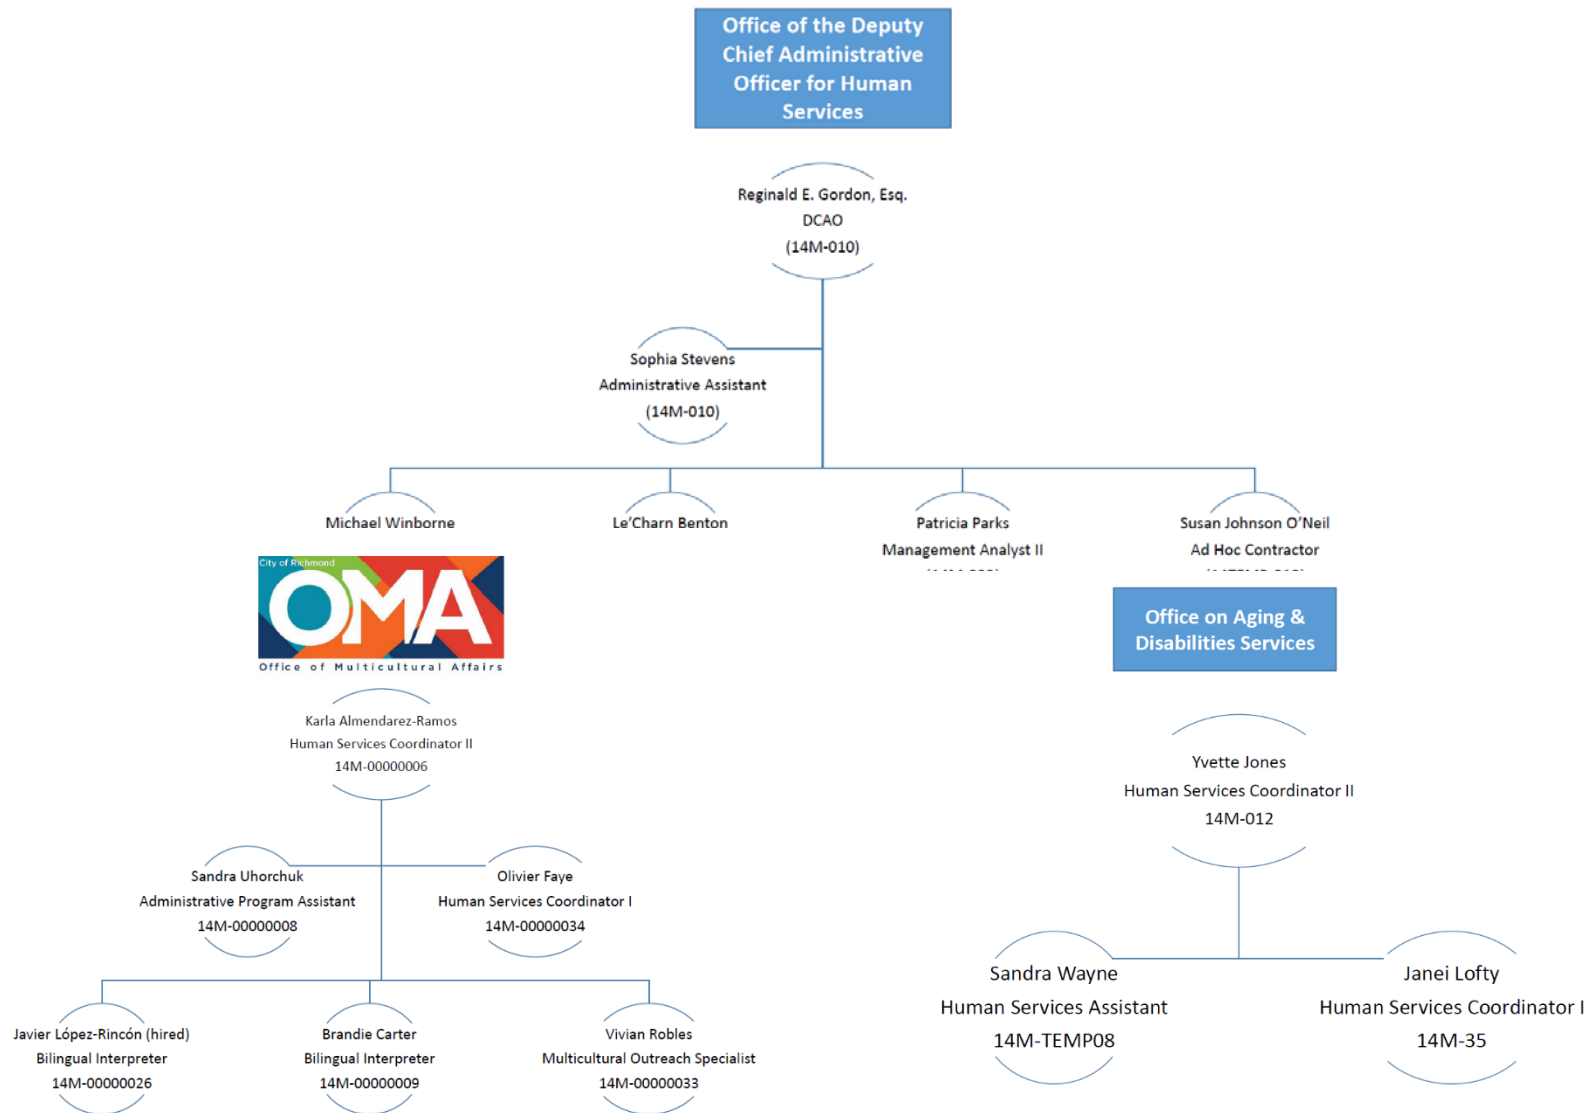 Office of the Deputy
Chief Administrative
Officer for Human
Services
Reginald E. Gordon, Esq.
DCAO
(14M-010)
Sophia Stevens
Administrative Assistant
(14M-010)
Michael Winborne
Le'Charn Benton
Patricia Parks
Management Analyst II
Susan Johnson O'Neil
Ad Hoc Contractor
City of Richmond
OMA
Office of Multicultural Affairs
Karla Almendarez-Ramos
Human Services Coordinator II
14M-00000006
Sandra Uhorchuk
Administrative Program Assistant
14M-00000008
Olivier Faye
Human Services Coordinator I
14M-00000034
Javier López-Rincón (hired)
Bilingual Interpreter
14M-00000026
Brandie Carter
Bilingual Interpreter
14M-00000009
Vivian Robles
Multicultural Outreach Specialist
14M-00000033
Office on Aging &
Disabilities Services
Yvette Jones
Human Services Coordinator II
14M-012
Sandra Wayne
Human Services Assistant
14M-TEMP08
Janei Lofty
Human Services Coordinator I
14M-35